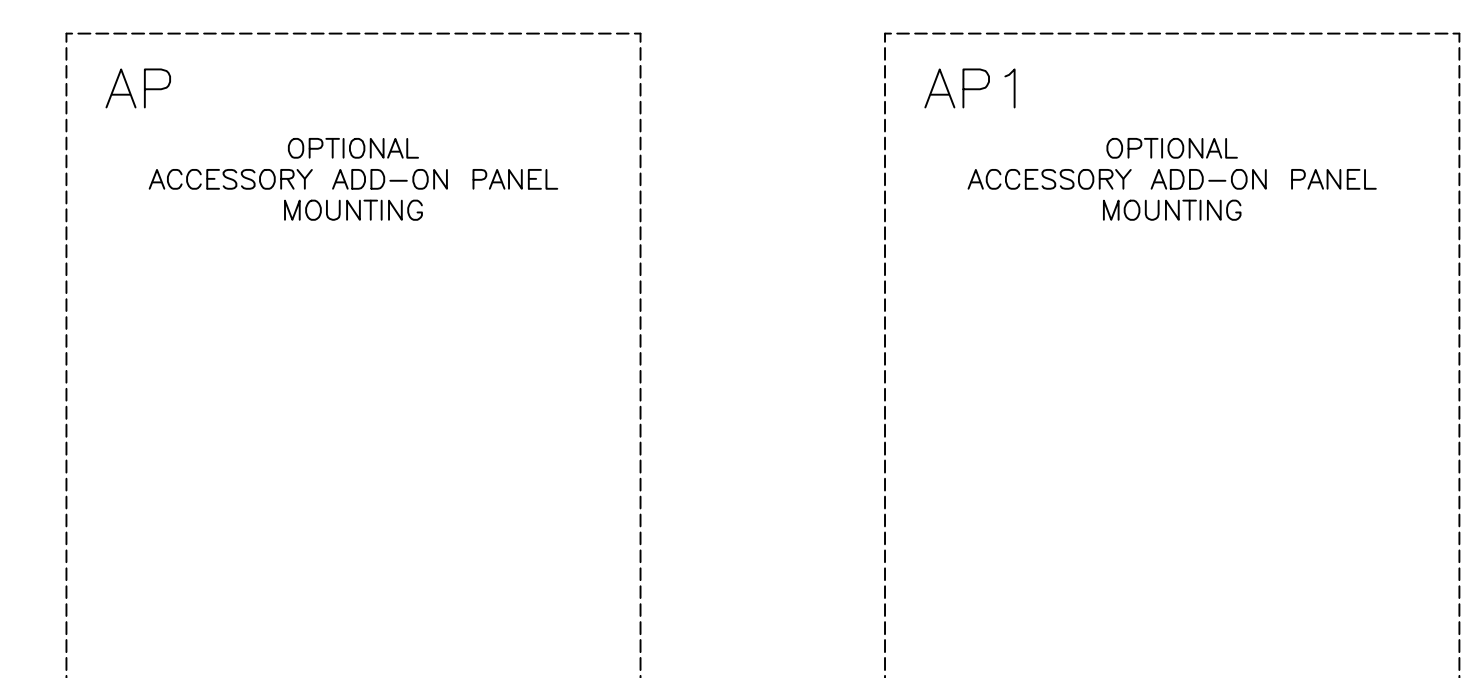 AP
OPTIONAL
ACCESSORY ADD-ON PANEL
MOUNTING
AP1
OPTIONAL
ACCESSORY ADD-ON PANEL
MOUNTING